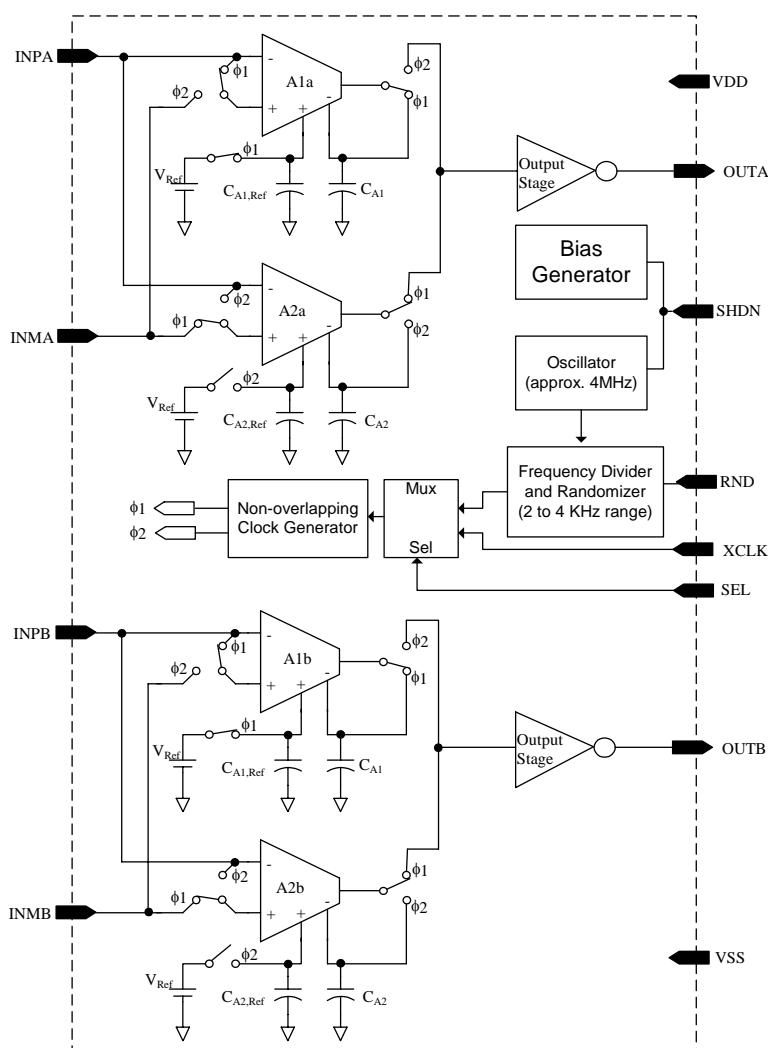 INPA
ϕ1
-
A1a
ϕ2
VDD
ϕ2
+
+
-
ϕ1
ϕ1
V_Ref
C_A1,Ref
C_A1
Output
Stage
OUTA
Bias
Generator
-
ϕ2
A2a
ϕ1
SHDN
INMA
ϕ1
+
+
-
ϕ2
Oscillator
(approx. 4MHz)
ϕ2
V_Ref
C_A2,Ref
C_A2
Frequency Divider
and Randomizer
(2 to 4 KHz range)
RND
ϕ1
ϕ2
Non-overlapping
Clock Generator
Mux
Sel
XCLK
SEL
INPB
ϕ1
-
A1b
ϕ2
ϕ2
+
+
-
ϕ1
ϕ1
V_Ref
C_A1,Ref
C_A1
Output
Stage
OUTB
-
ϕ2
A2b
ϕ1
INMB
ϕ1
+
+
-
ϕ2
ϕ2
V_Ref
C_A2,Ref
C_A2
VSS